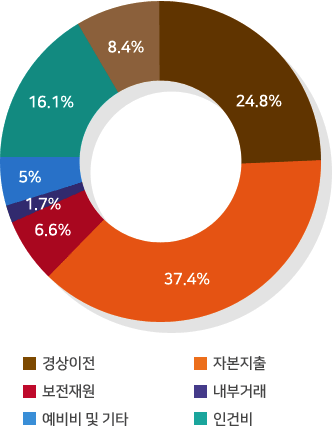 8.4%
24.8%
16.1%
5%
1.7%
6.6%
37.4%
경상이전 자본지출
보전재원 내부거래
예비비 및 기타 인건비